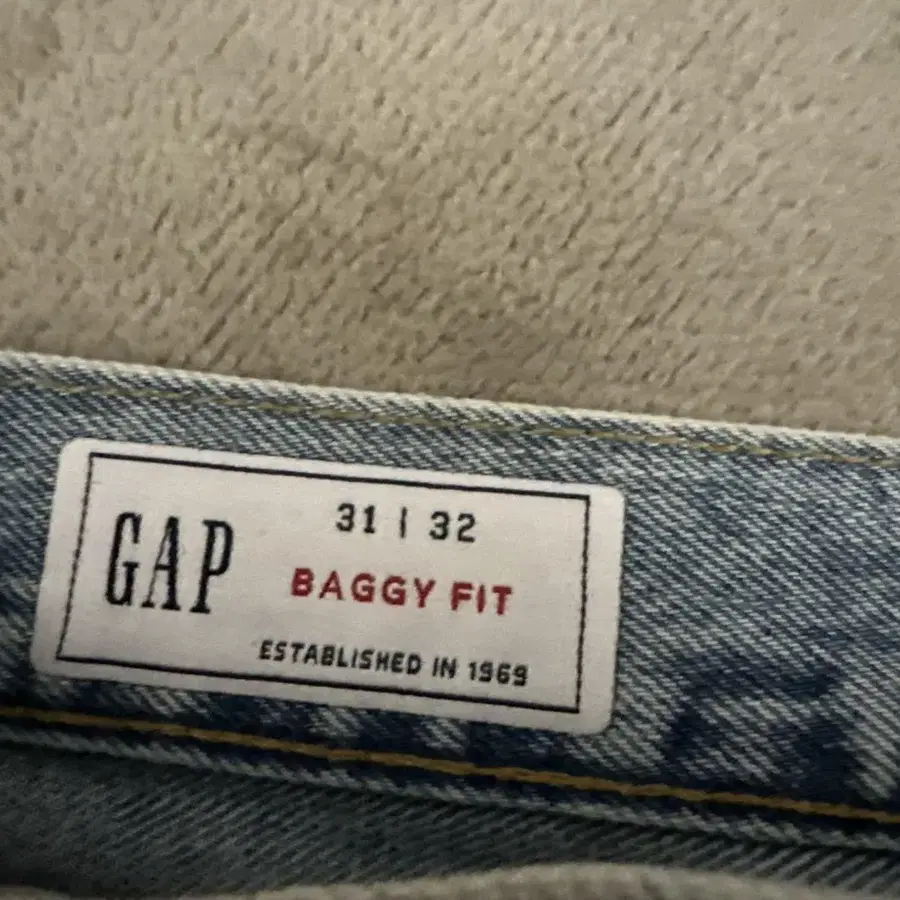 GAP
31 | 32
BAGGY FIT
ESTABLISHED IN 1969